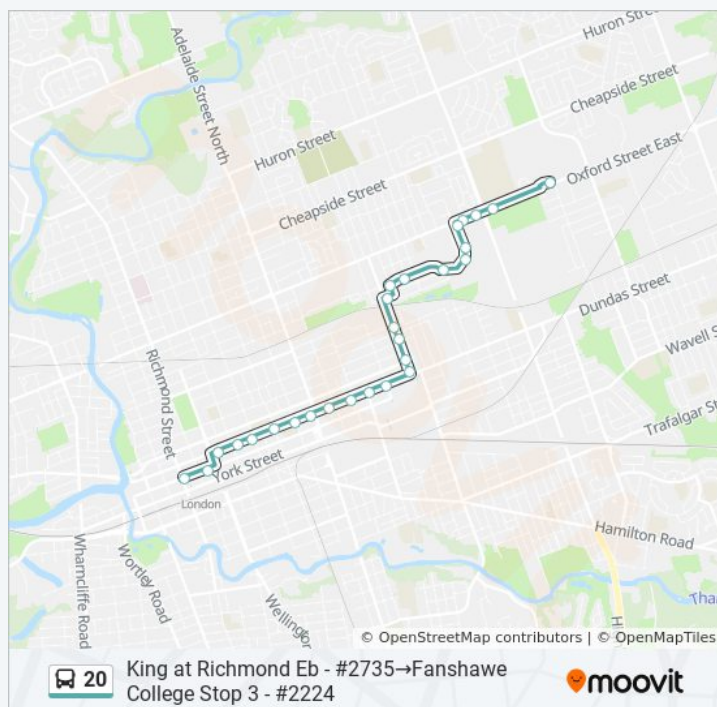 Huron Street
Adelaide Street North
Cheapside Street
Huron Street
Oxford Street East
Cheapside Street
Dundas Street
Wavell S
Richmond Street
Trafalgar St
York Street
London
Hamilton Road
Wharncliffe Road
Wortley Road
Wellington
Tha
Hi
© OpenStreetMap contributors | © OpenMapTiles
20
King at Richmond Eb - #2735→Fanshawe
College Stop 3 - #2224
moovit